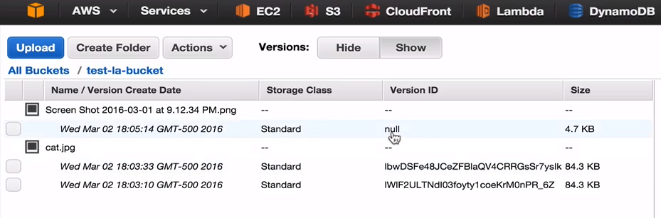 AWS Services EC2 S3 CloudFront Lambda DynamoDB
Upload Create Folder Actions Versions: Hide Show
All Buckets / test-la-bucket
Name / Version Create Date Storage Class Version ID Size
Screen Shot 2016-03-01 at 9.12.34 PM.png -- -- --
Wed Mar 02 18:05:14 GMT-500 2016 Standard null 4.7 KB
cat.jpg -- -- --
Wed Mar 02 18:03:33 GMT-500 2016 Standard 84.3 KB
Wed Mar 02 18:03:10 GMT-500 2016 Standard 84.3 KB